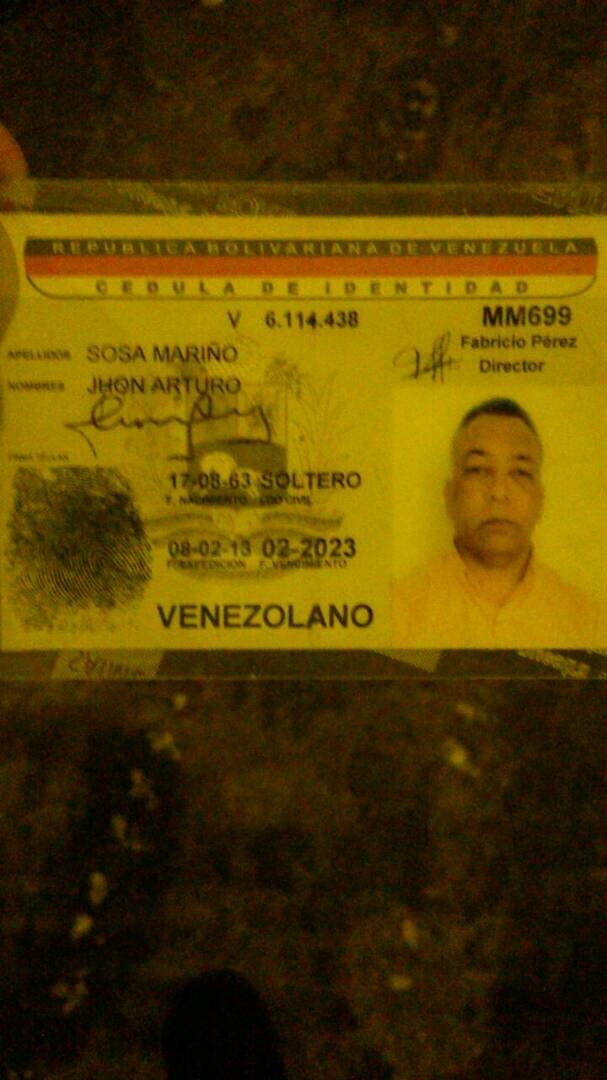 REPUBLICA BOLIVARIANA DE VENEZUELA
CEDULA DE IDENTIDAD
V 6.114.438 MM699
Fabricio Pérez
Director
APELLIDOS SOSA MARIÑO
NOMBRES JHON ARTURO
FIRMA TITULAR
17-08-63 SOLTERO
F. NACIMIENTO EDO CIVIL
08-02-13 02-2023
F. EXPEDICION F. VENCIMIENTO
VENEZOLANO